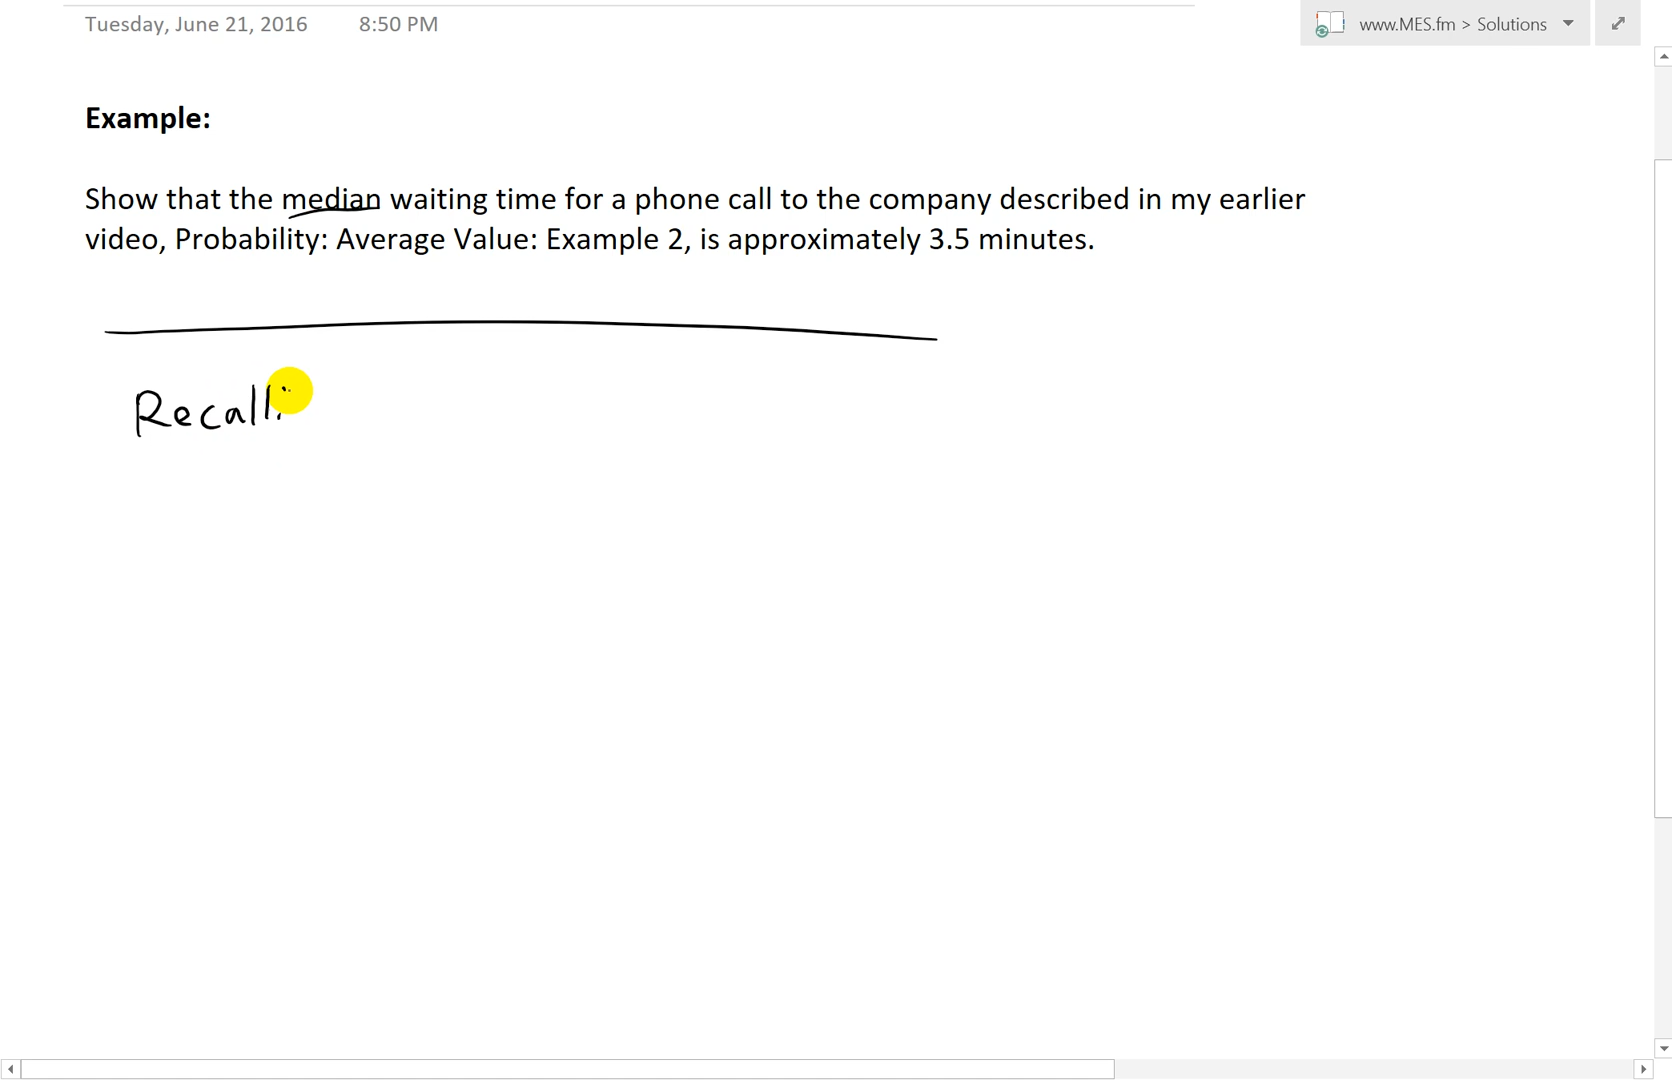 Tuesday, June 21, 2016 8:50 PM
www.MES.fm > Solutions
Example:
Show that the median waiting time for a phone call to the company described in my earlier
video, Probability: Average Value: Example 2, is approximately 3.5 minutes.
Recall: